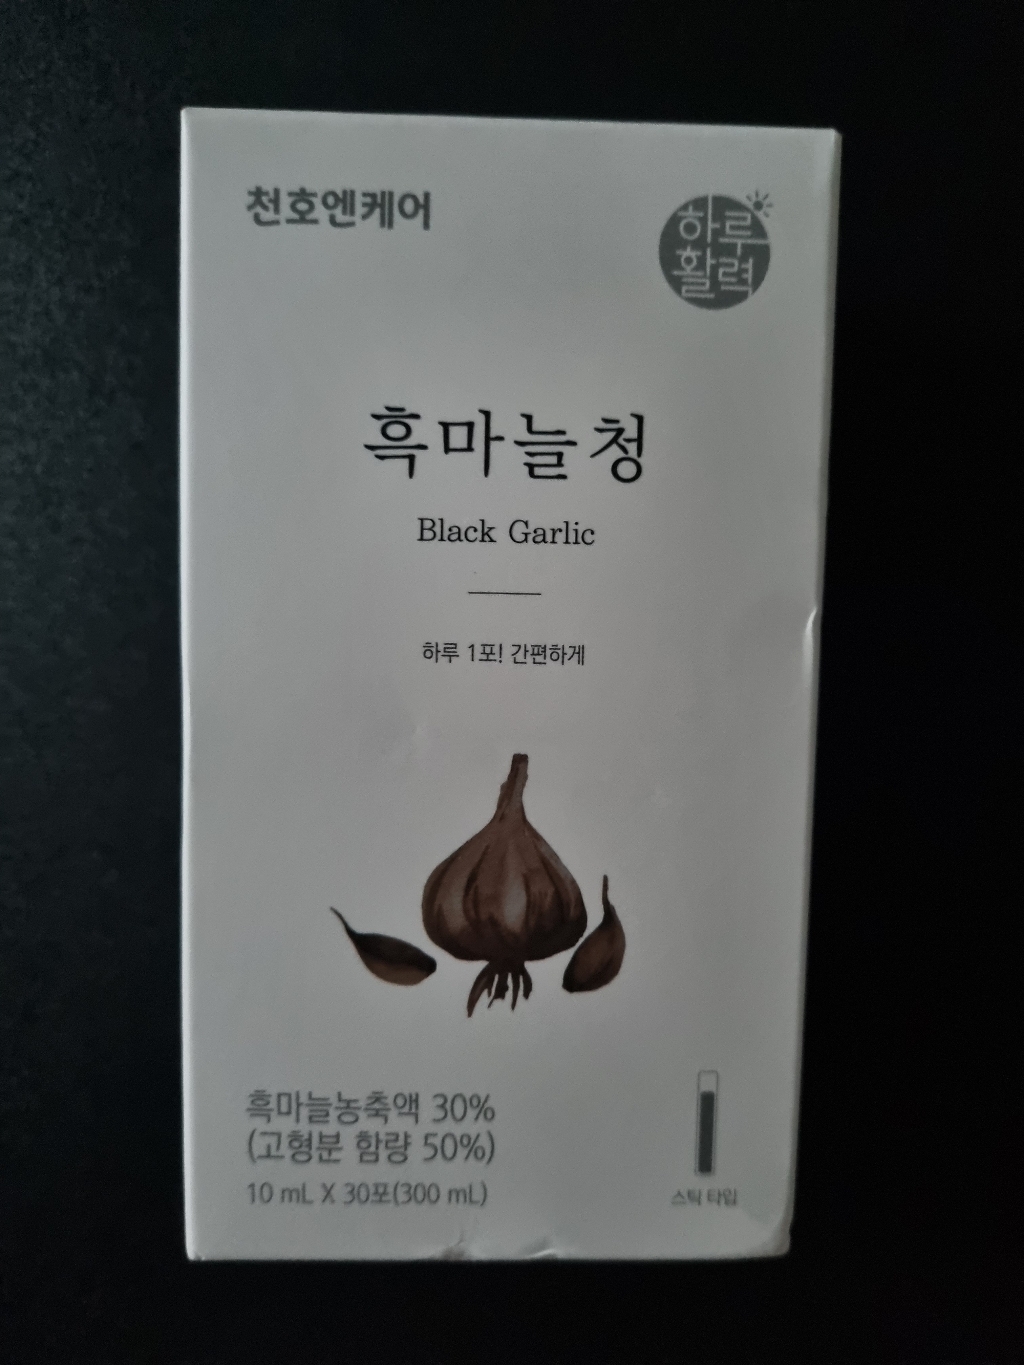 천호엔케어
하루
활력
흑마늘청
Black Garlic
하루 1포! 간편하게
흑마늘농축액 30%
(고형분 함량 50%)
10 mL X 30포(300 mL)
스틱 타입